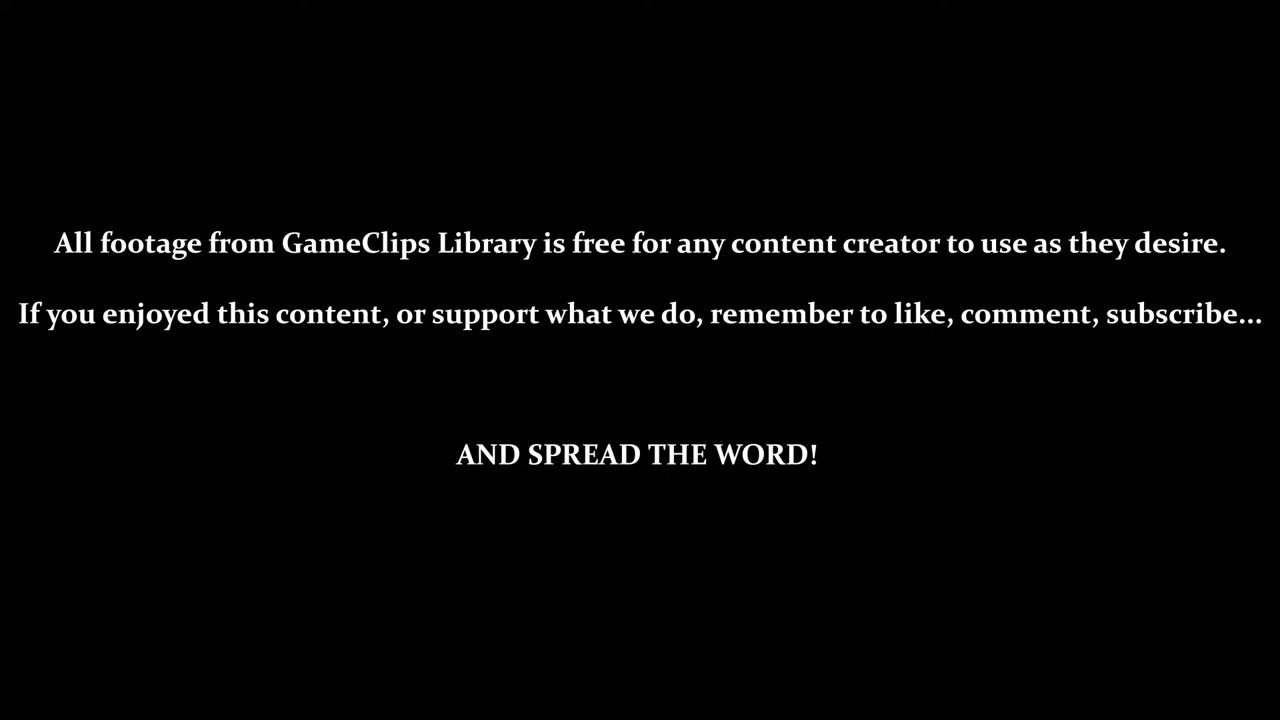 All footage from GameClips Library is free for any content creator to use as they desire.
If you enjoyed this content, or support what we do, remember to like, comment, subscribe...
AND SPREAD THE WORD!